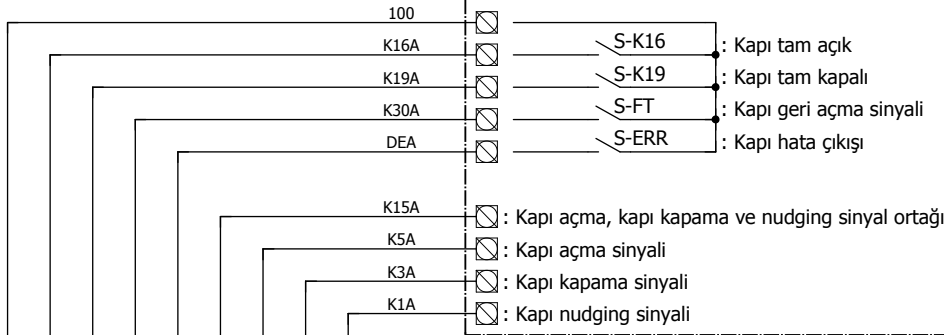 100
K16A S-K16 : Kapı tam açık
K19A S-K19 : Kapı tam kapalı
K30A S-FT : Kapı geri açma sinyali
DEA S-ERR : Kapı hata çıkışı
K15A : Kapı açma, kapı kapama ve nudging sinyal ortağı
K5A : Kapı açma sinyali
K3A : Kapı kapama sinyali
K1A : Kapı nudging sinyali